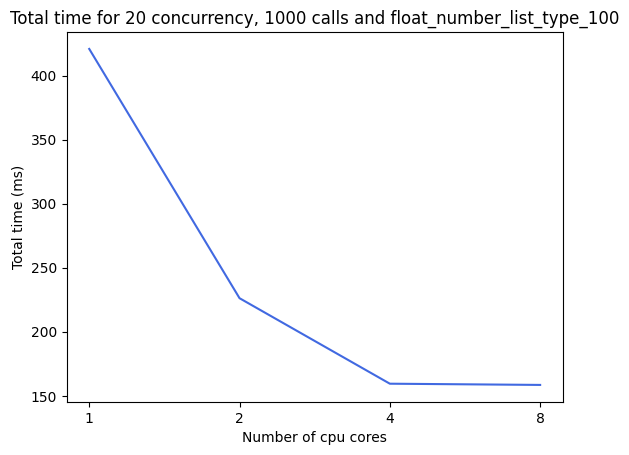 Total time for 20 concurrency, 1000 calls and float_number_list_type_100
400
350
300
250
200
150
Total time (ms)
1 2 4 8
Number of cpu cores